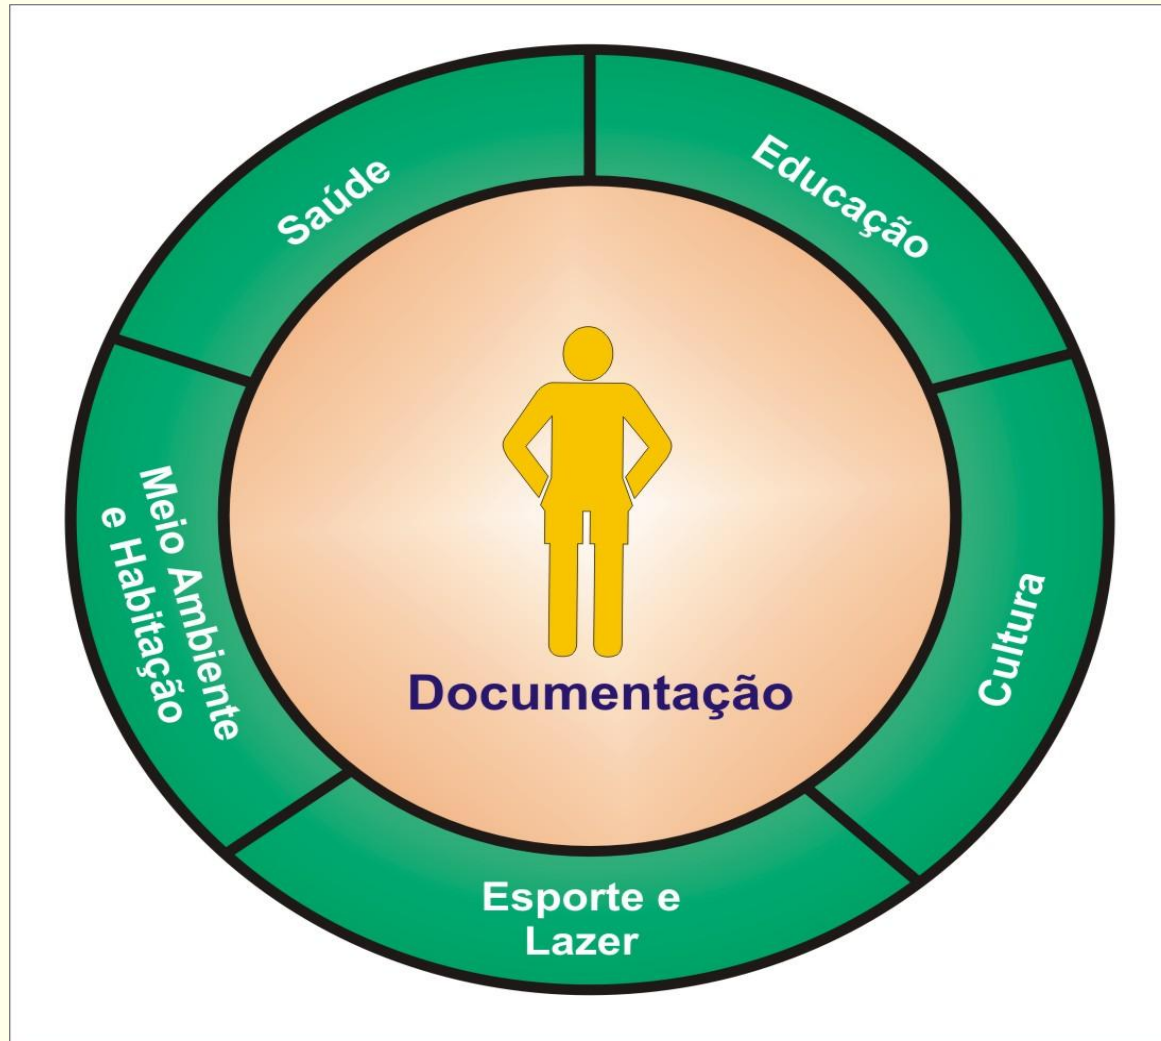 Saúde
Educação
Meio Ambiente
e Habitação
Cultura
Documentação
Esporte e
Lazer